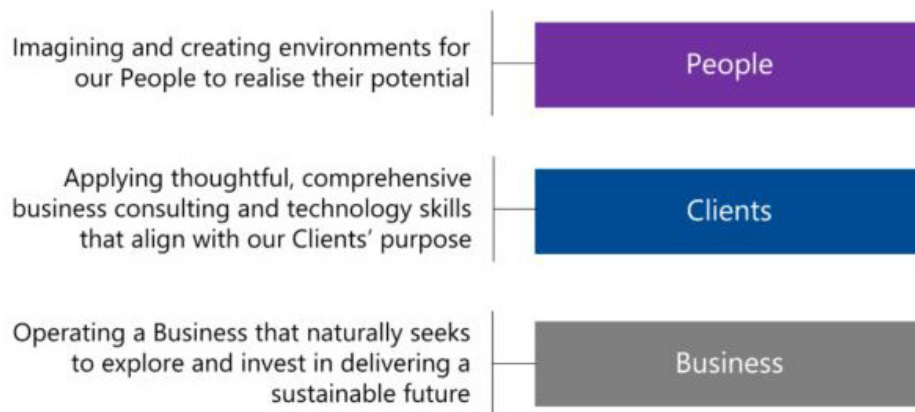 Imagining and creating environments for
our People to realise their potential
People
Applying thoughtful, comprehensive
business consulting and technology skills
that align with our Clients’ purpose
Clients
Operating a Business that naturally seeks
to explore and invest in delivering a
sustainable future
Business